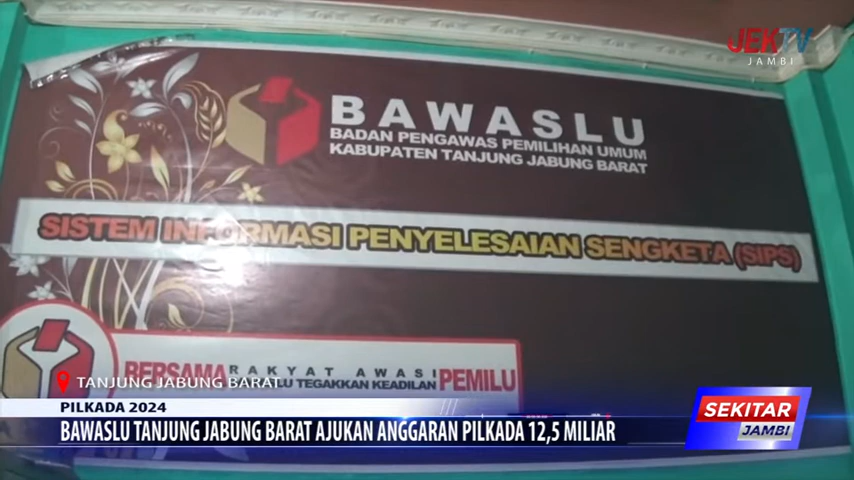 JEKTV
JAMBI
BAWASLU
BADAN PENGAWAS PEMILIHAN UMUM
KABUPATEN TANJUNG JABUNG BARAT
SISTEM INFORMASI PENYELESAIAN SENGKETA (SIPS)
BERSAMA RAKYAT AWASI PEMILU
LU TEGAKKAN KEADILAN
TANJUNG JABUNG BARAT
PILKADA 2024
BAWASLU TANJUNG JABUNG BARAT AJUKAN ANGGARAN PILKADA 12,5 MILIAR
SEKITAR
JAMBI